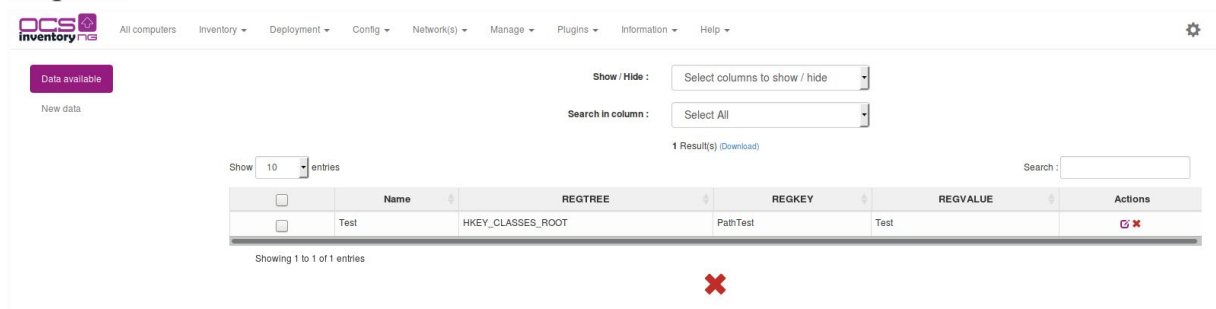 OCS
inventory NG
All computers Inventory Deployment Config Network(s) Manage Plugins Information Help
Data available
New data
Show / Hide : Select columns to show / hide
Search in column : Select All
1 Result(s) (Download)
Show 10 entries Search :
Name REGTREE REGKEY REGVALUE Actions
Test HKEY_CLASSES_ROOT PathTest Test
Showing 1 to 1 of 1 entries